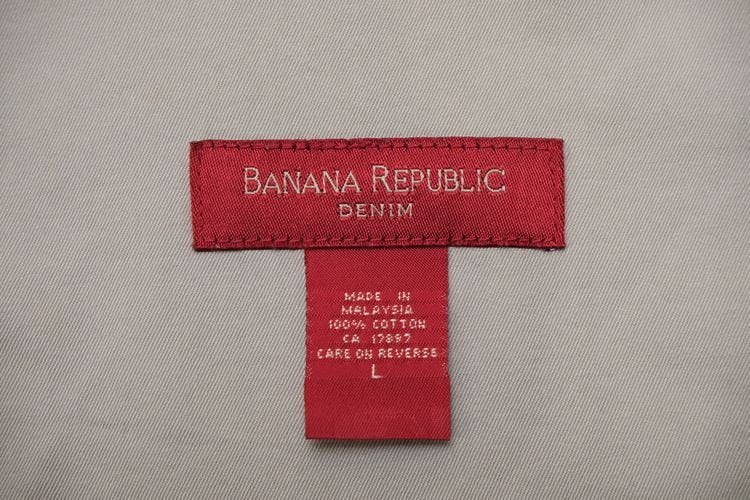 BANANA REPUBLIC
DENIM
MADE IN
MALAYSIA
100% COTTON
CA 17897
CARE ON REVERSE
L